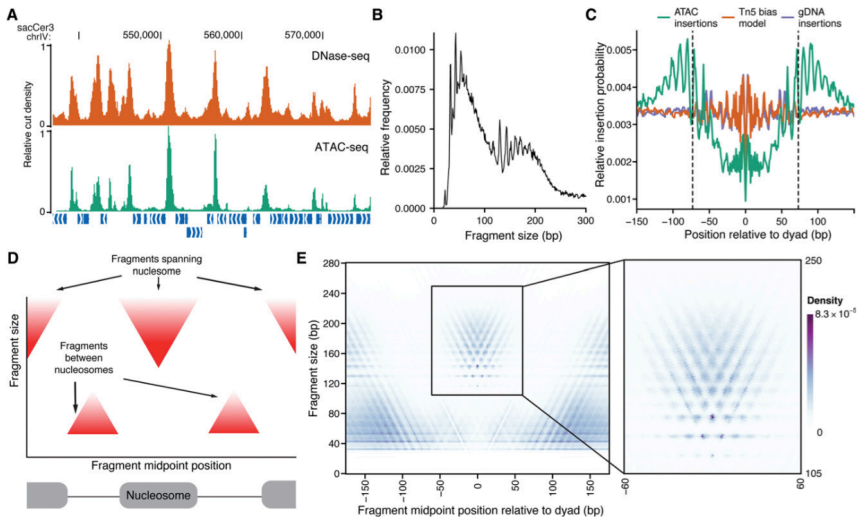 A
sacCer3
chrIV:
550,000
560,000
570,000
1
DNase-seq
0
1
ATAC-seq
0
Relative cut density
B
Relative frequency
0.0100
0.0075
0.0050
0.0025
0.0000
0
100
200
300
Fragment size (bp)
C
ATAC insertions
Tn5 bias model
gDNA insertions
Relative insertion probability
0.005
0.004
0.003
0.002
0.001
−150
−100
−50
0
50
100
Position relative to dyad (bp)
D
Fragments spanning
nuclesome
Fragments
between
nucleosomes
Fragment size
Fragment midpoint position
Nucleosome
E
Fragment size (bp)
280
240
200
160
120
80
40
0
−150
−100
−50
0
50
100
150
Fragment midpoint position relative to dyad (bp)
250
105
−60
60
Density
8.3 × 10⁻⁵
0